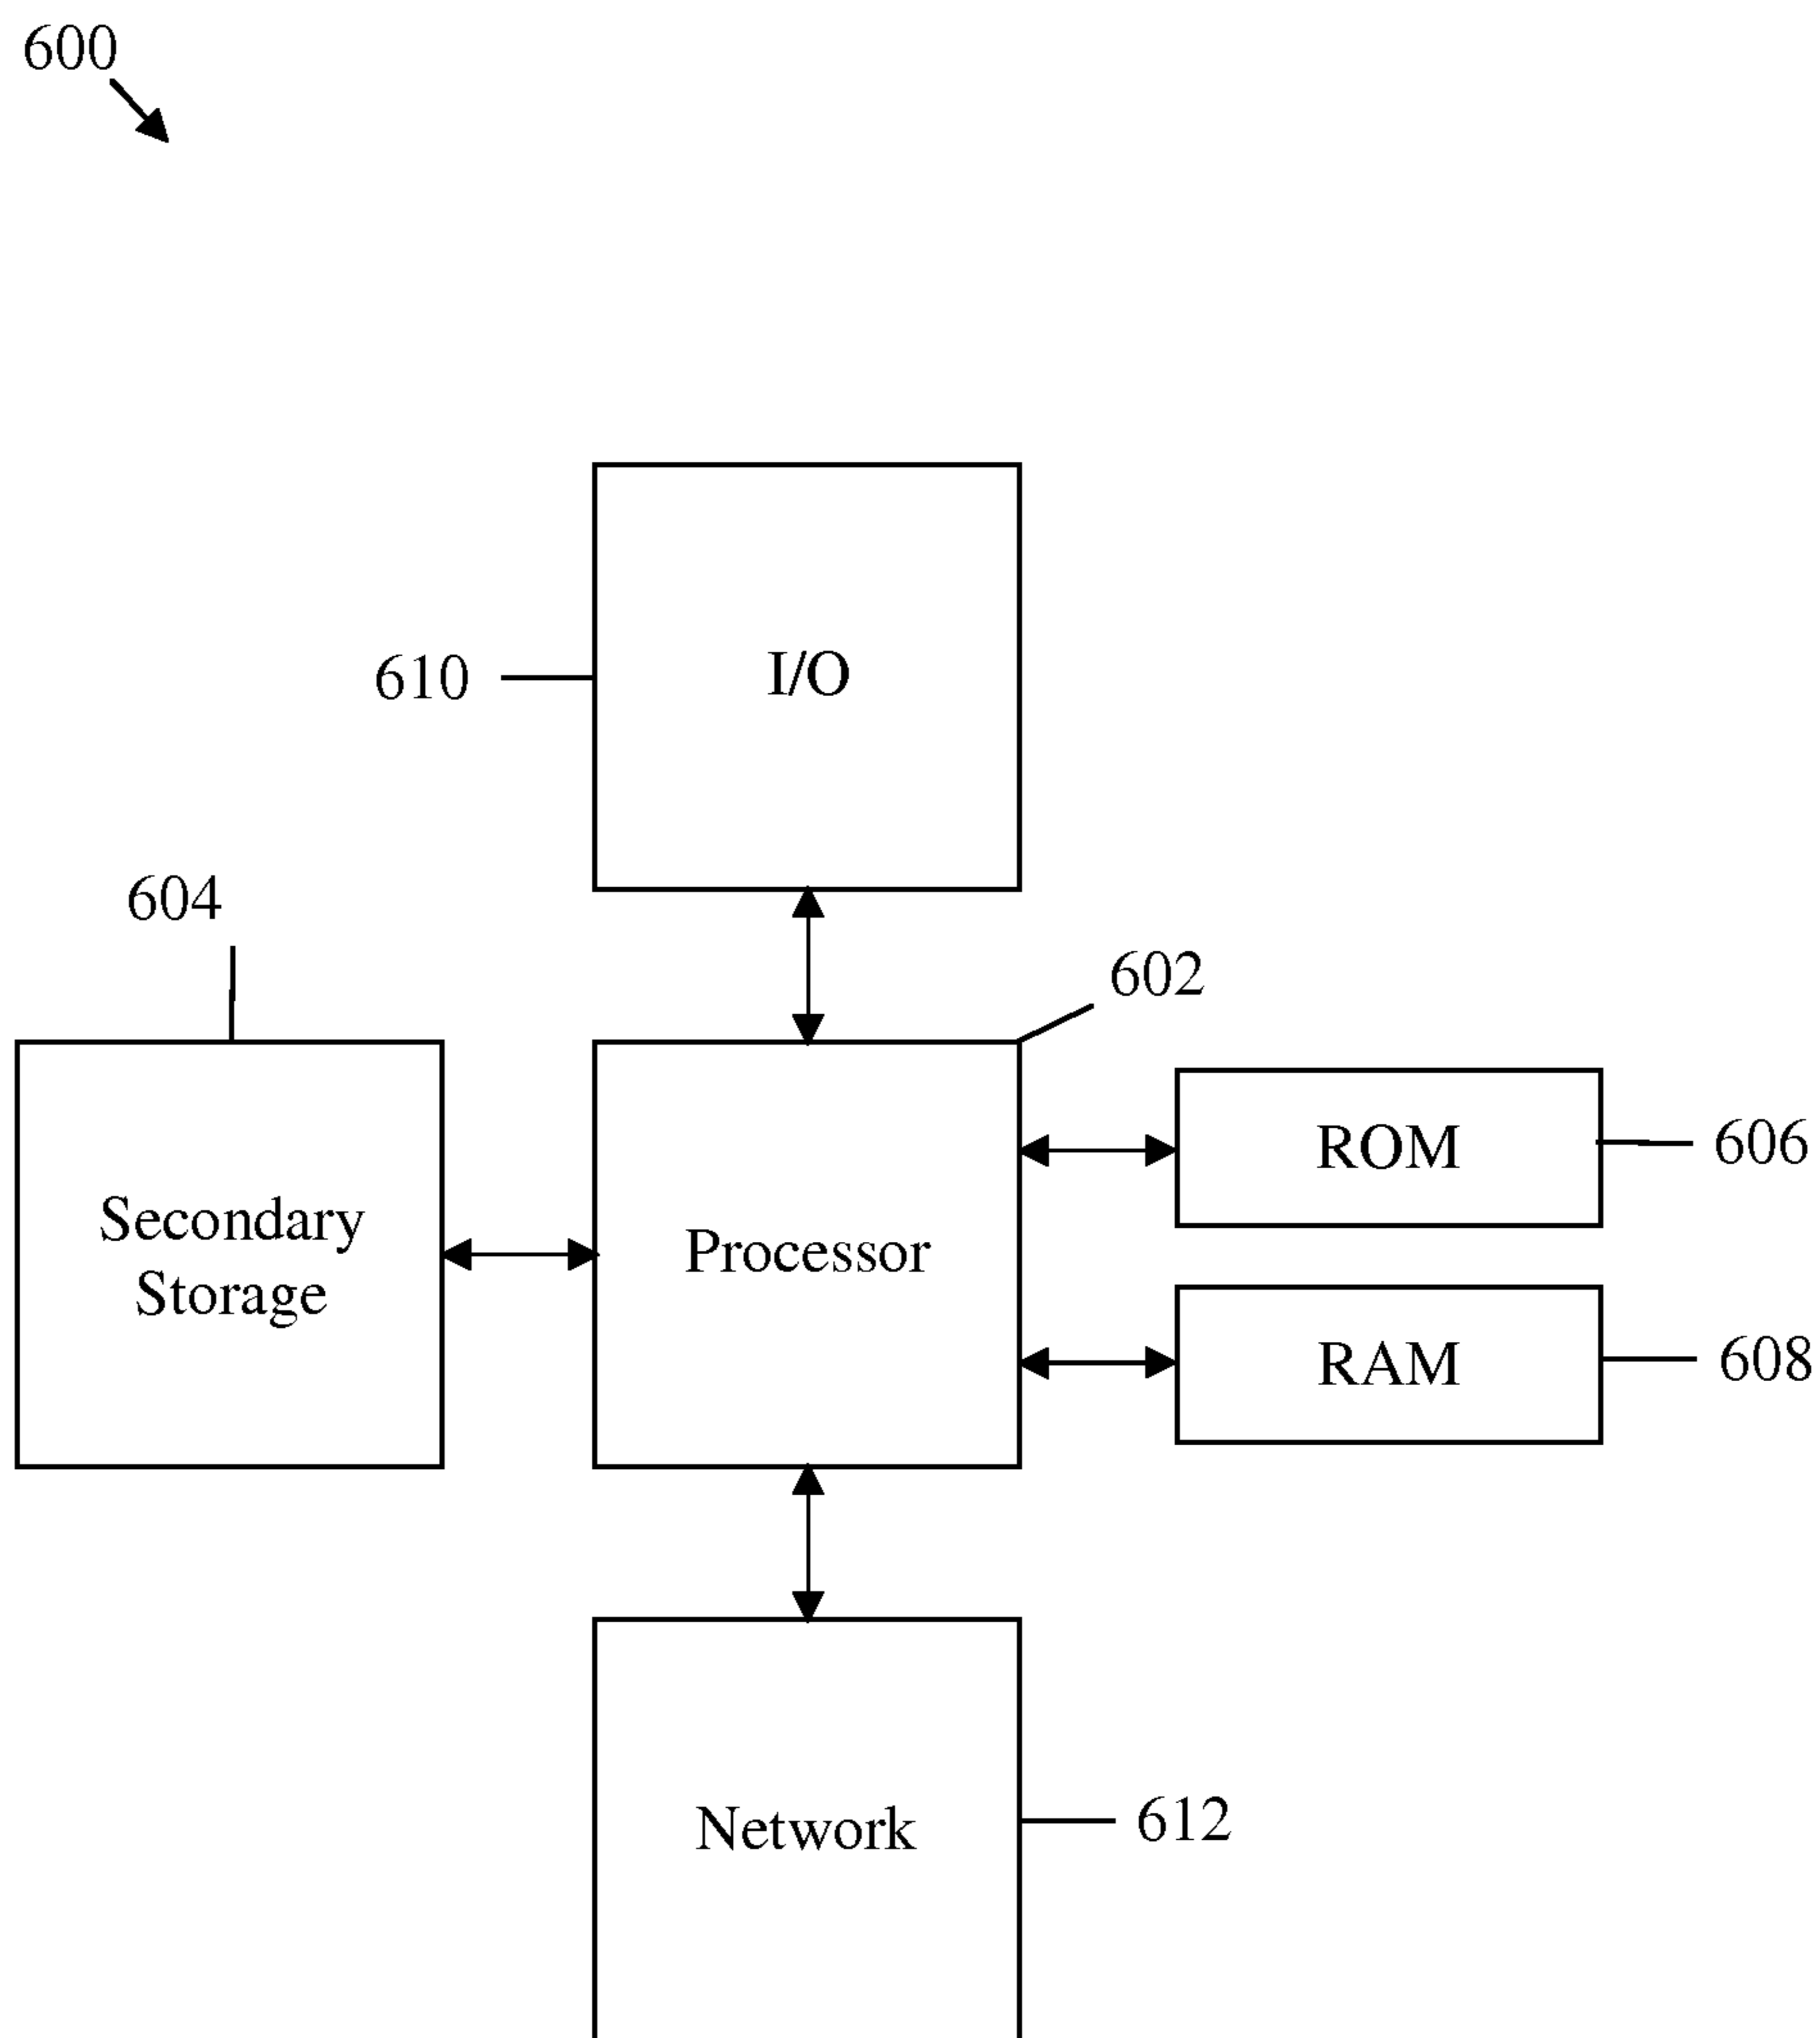 600
610
I/O
604
602
Secondary
Storage
Processor
ROM
606
RAM
608
Network
612